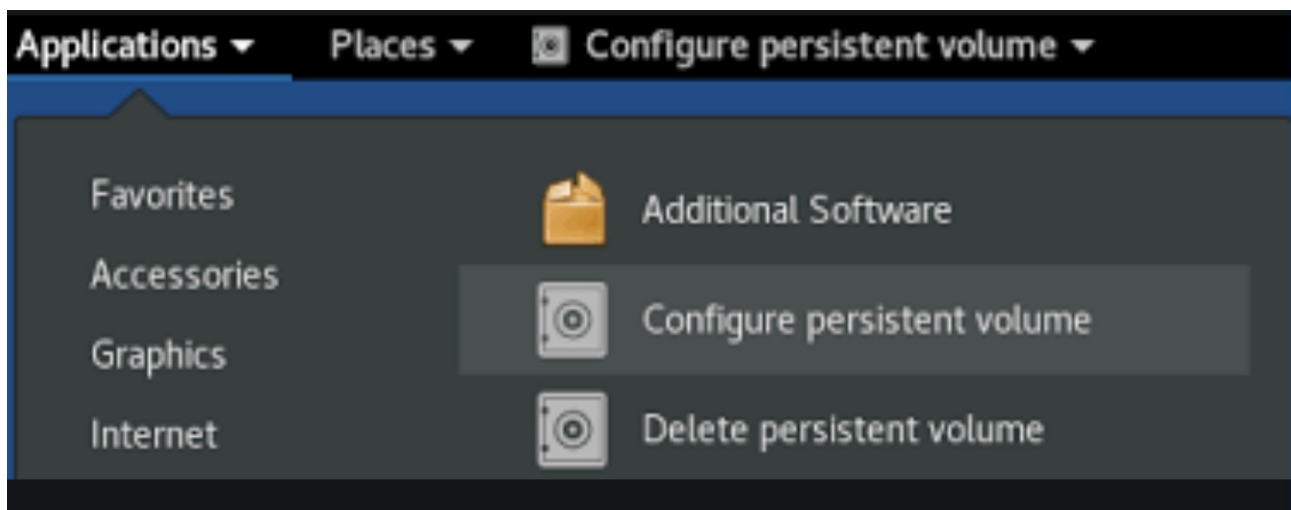 Applications Places Configure persistent volume
Favorites
Additional Software
Accessories
Configure persistent volume
Graphics
Internet
Delete persistent volume